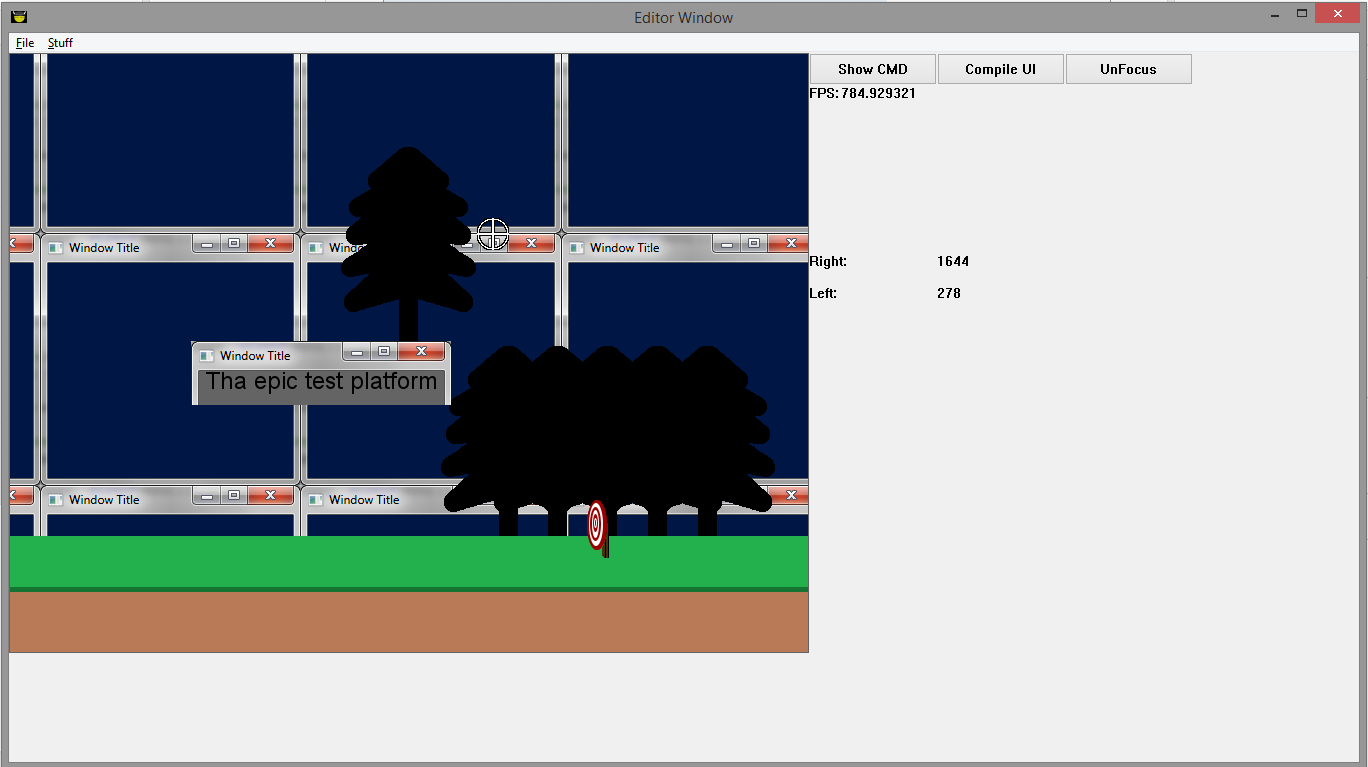 Editor Window
File Stuff
Show CMD Compile UI UnFocus
FPS: 784.929321
Window Title
Window Title
Right: 1644
Left: 278
Window Title
Tha epic test platform
Window Title
Window Title